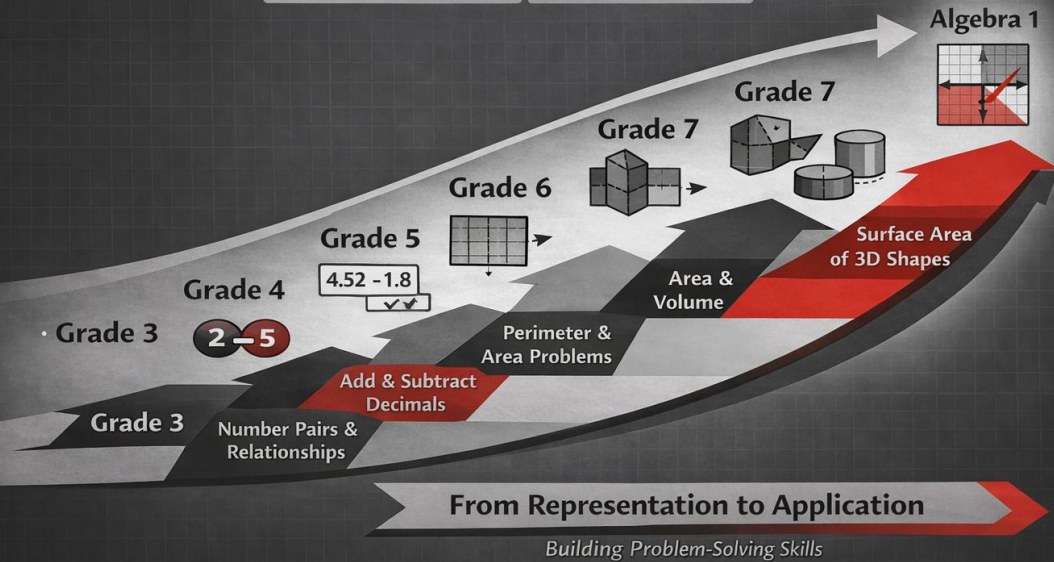 Algebra 1
Grade 7
Grade 7
Grade 6
Grade 5
4.52 -1.8
Grade 4
2 – 5
Grade 3
Surface Area
of 3D Shapes
Area &
Volume
Perimeter &
Area Problems
Add & Subtract
Decimals
Number Pairs &
Relationships
Grade 3
From Representation to Application
Building Problem-Solving Skills